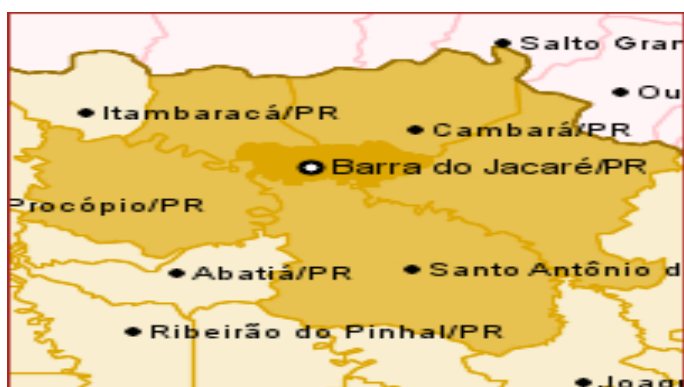 Salto Gran
Ou
Itambaracá/PR
Cambará/PR
Barra do Jacaré/PR
Procópio/PR
Abatiá/PR
Santo Antônio d
Ribeirão do Pinhal/PR
Joaq